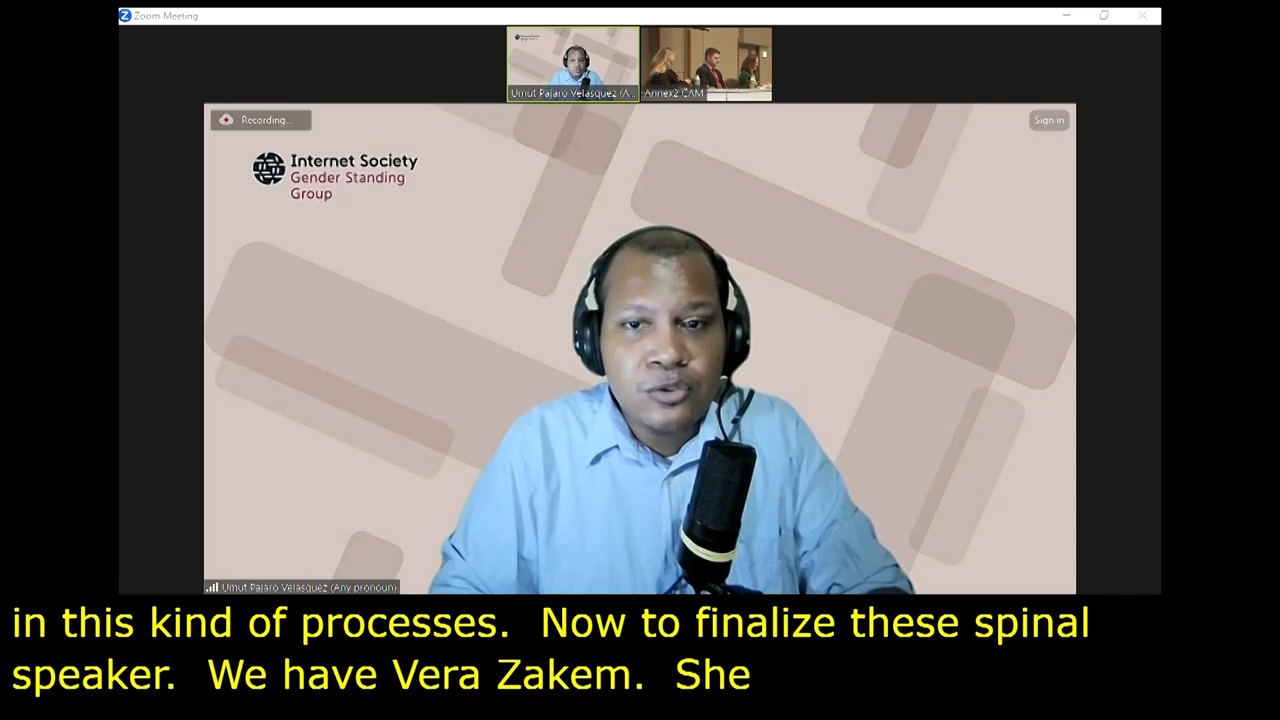 Zoom Meeting
Umut Pajaro Velasquez (A...
Annex2 CAM
Recording...
Sign in
Internet Society
Gender Standing
Group
Umut Pajaro Velasquez (Any pronoun)
in this kind of processes.  Now to finalize these spinal
speaker.  We have Vera Zakem.  She